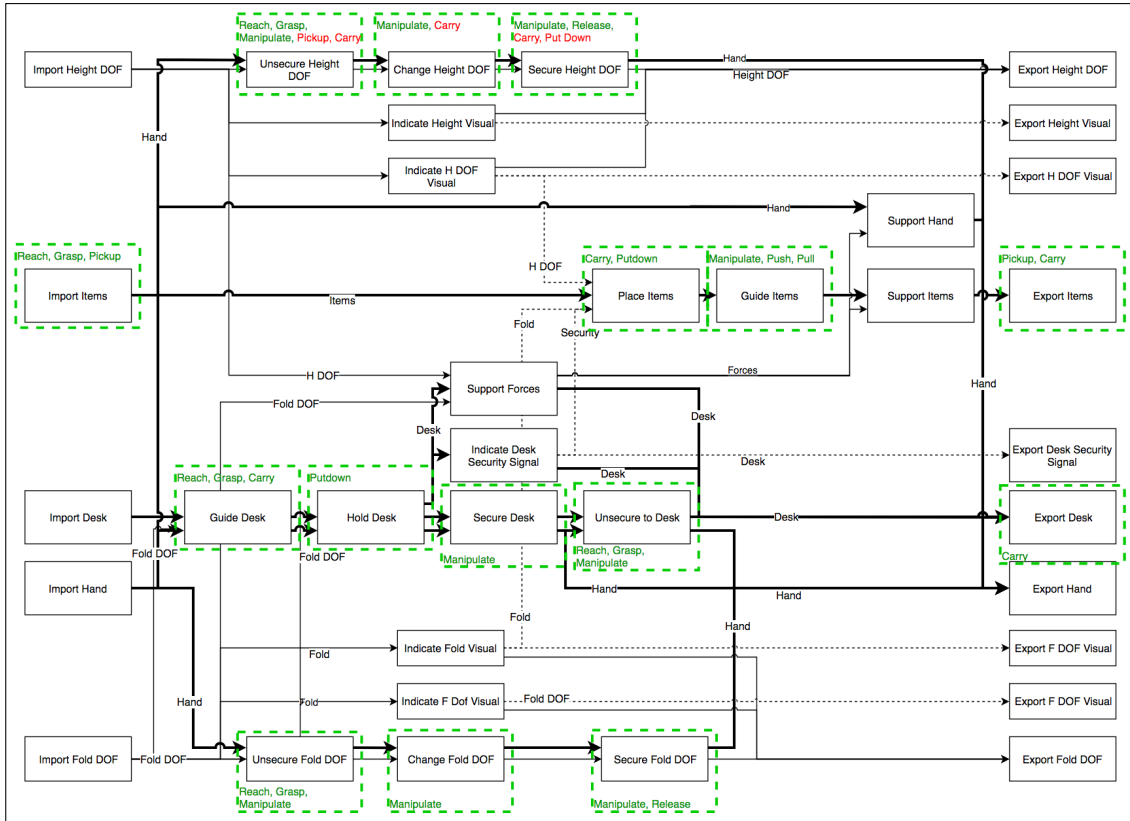 Reach, Grasp,
Manipulate, Pickup, Carry
Manipulate, Carry
Manipulate, Release,
Carry, Put Down
Import Height DOF
Unsecure Height
DOF
Change Height DOF
Secure Height DOF
Hand
Height DOF
Export Height DOF
Hand
Indicate Height Visual
Export Height Visual
Indicate H DOF
Visual
Export H DOF Visual
Hand
Support Hand
Reach, Grasp, Pickup
Carry, Putdown
Manipulate, Push, Pull
Pickup, Carry
H DOF
Import Items
Items
Place Items
Guide Items
Support Items
Export Items
Fold
Security
H DOF
Support Forces
Forces
Hand
Fold DOF
Desk
Desk
Indicate Desk
Security Signal
Desk
Desk
Export Desk Security
Signal
Reach, Grasp, Carry
Putdown
Import Desk
Guide Desk
Hold Desk
Secure Desk
Unsecure to Desk
Desk
Export Desk
Fold DOF
Fold DOF
Manipulate
Reach, Grasp,
Manipulate
Carry
Import Hand
Hand
Hand
Export Hand
Fold
Hand
Fold
Indicate Fold Visual
Export F DOF Visual
Hand
Fold
Indicate F Dof Visual
Fold DOF
Export F DOF Visual
Import Fold DOF
Fold DOF
Unsecure Fold DOF
Change Fold DOF
Secure Fold DOF
Export Fold DOF
Reach, Grasp,
Manipulate
Manipulate
Manipulate, Release